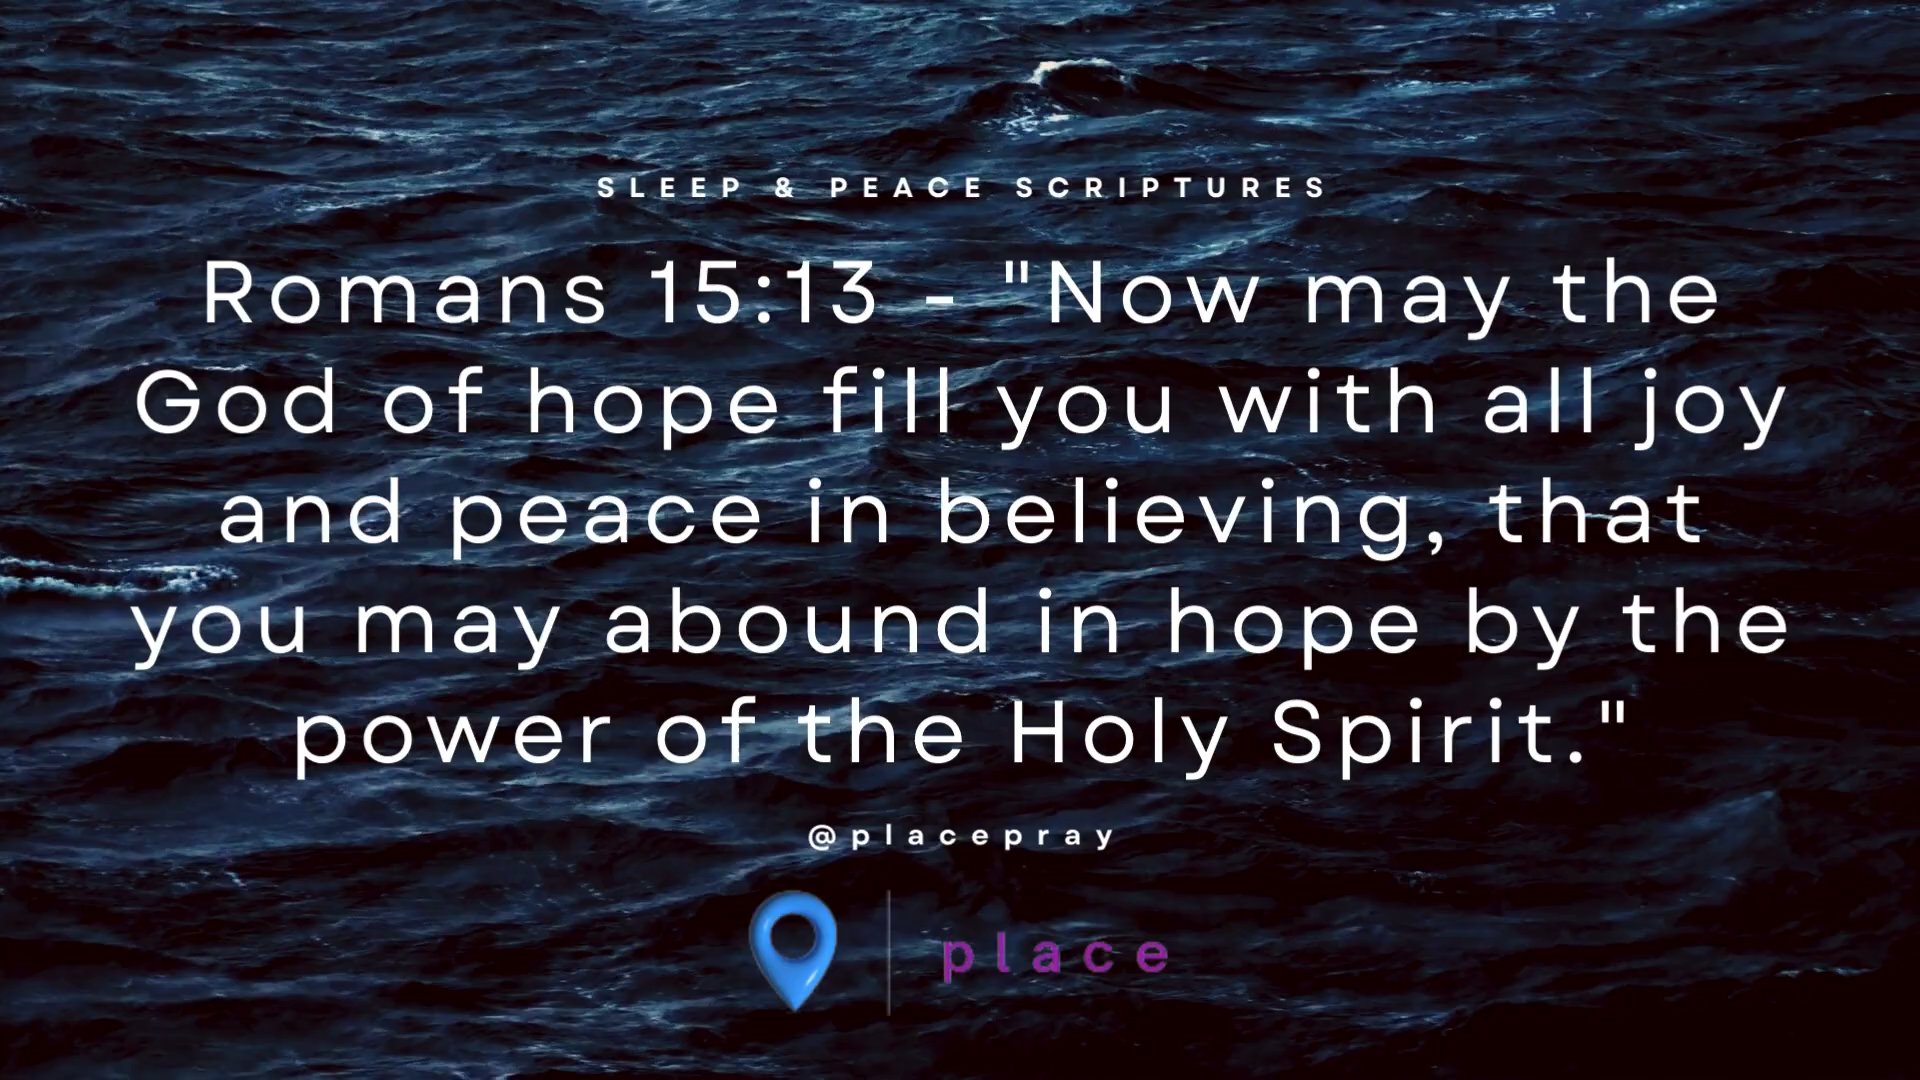 SLEEP & PEACE SCRIPTURES
Romans 15:13 - "Now may the
God of hope fill you with all joy
and peace in believing, that
you may abound in hope by the
power of the Holy Spirit."
@placepray
place